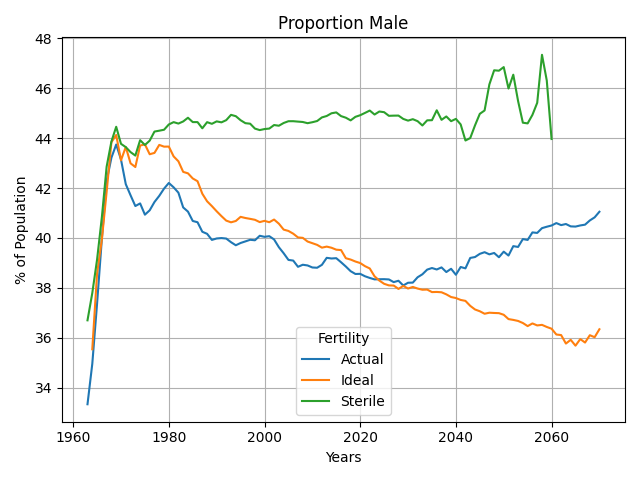 Proportion Male
48
46
44
42
40
38
36
34
% of Population
Fertility
Actual
Ideal
Sterile
1960 1980 2000 2020 2040 2060
Years